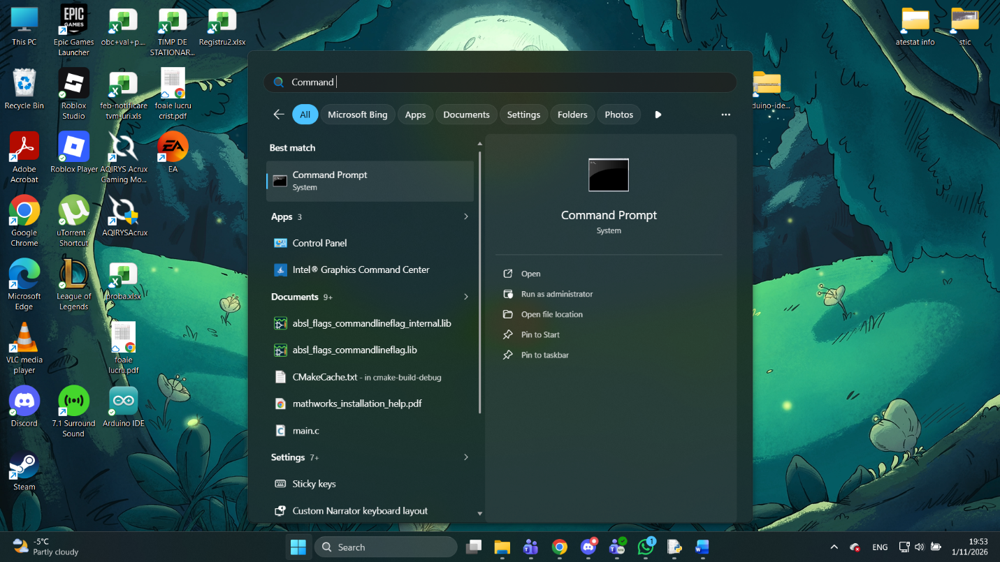 This PC
Epic Games
Launcher
obc+val+p...
TIMP DE
STATIONAR...
Registru2.xlsx
atestat info
stic
EPIC
GAMES
Recycle Bin
Roblox
Studio
feb-notificare
tvm-uri.xls
foaie lucru
crist.pdf
duino-ide...
Adobe
Acrobat
Roblox Player
AQIRYS Acrux
Gaming Mo...
EA
Google
Chrome
uTorrent -
Shortcut
AQIRYSAcrux
Microsoft
Edge
League of
Legends
proba.xlsx
VLC media
player
foaie
lucru.pdf
Discord
7.1 Surround
Sound
Arduino IDE
Steam
Command
All
Microsoft Bing
Apps
Documents
Settings
Folders
Photos
Best match
Command Prompt
System
Apps 3
Control Panel
Intel® Graphics Command Center
Documents 9+
absl_flags_commandlineflag_internal.lib
absl_flags_commandlineflag.lib
CMakeCache.txt - in cmake-build-debug
mathworks_installation_help.pdf
main.c
Settings 7+
Sticky keys
Custom Narrator keyboard layout
Command Prompt
System
Open
Run as administrator
Open file location
Pin to Start
Pin to taskbar
-5°C
Partly cloudy
Search
1
ENG
19:53
1/11/2026